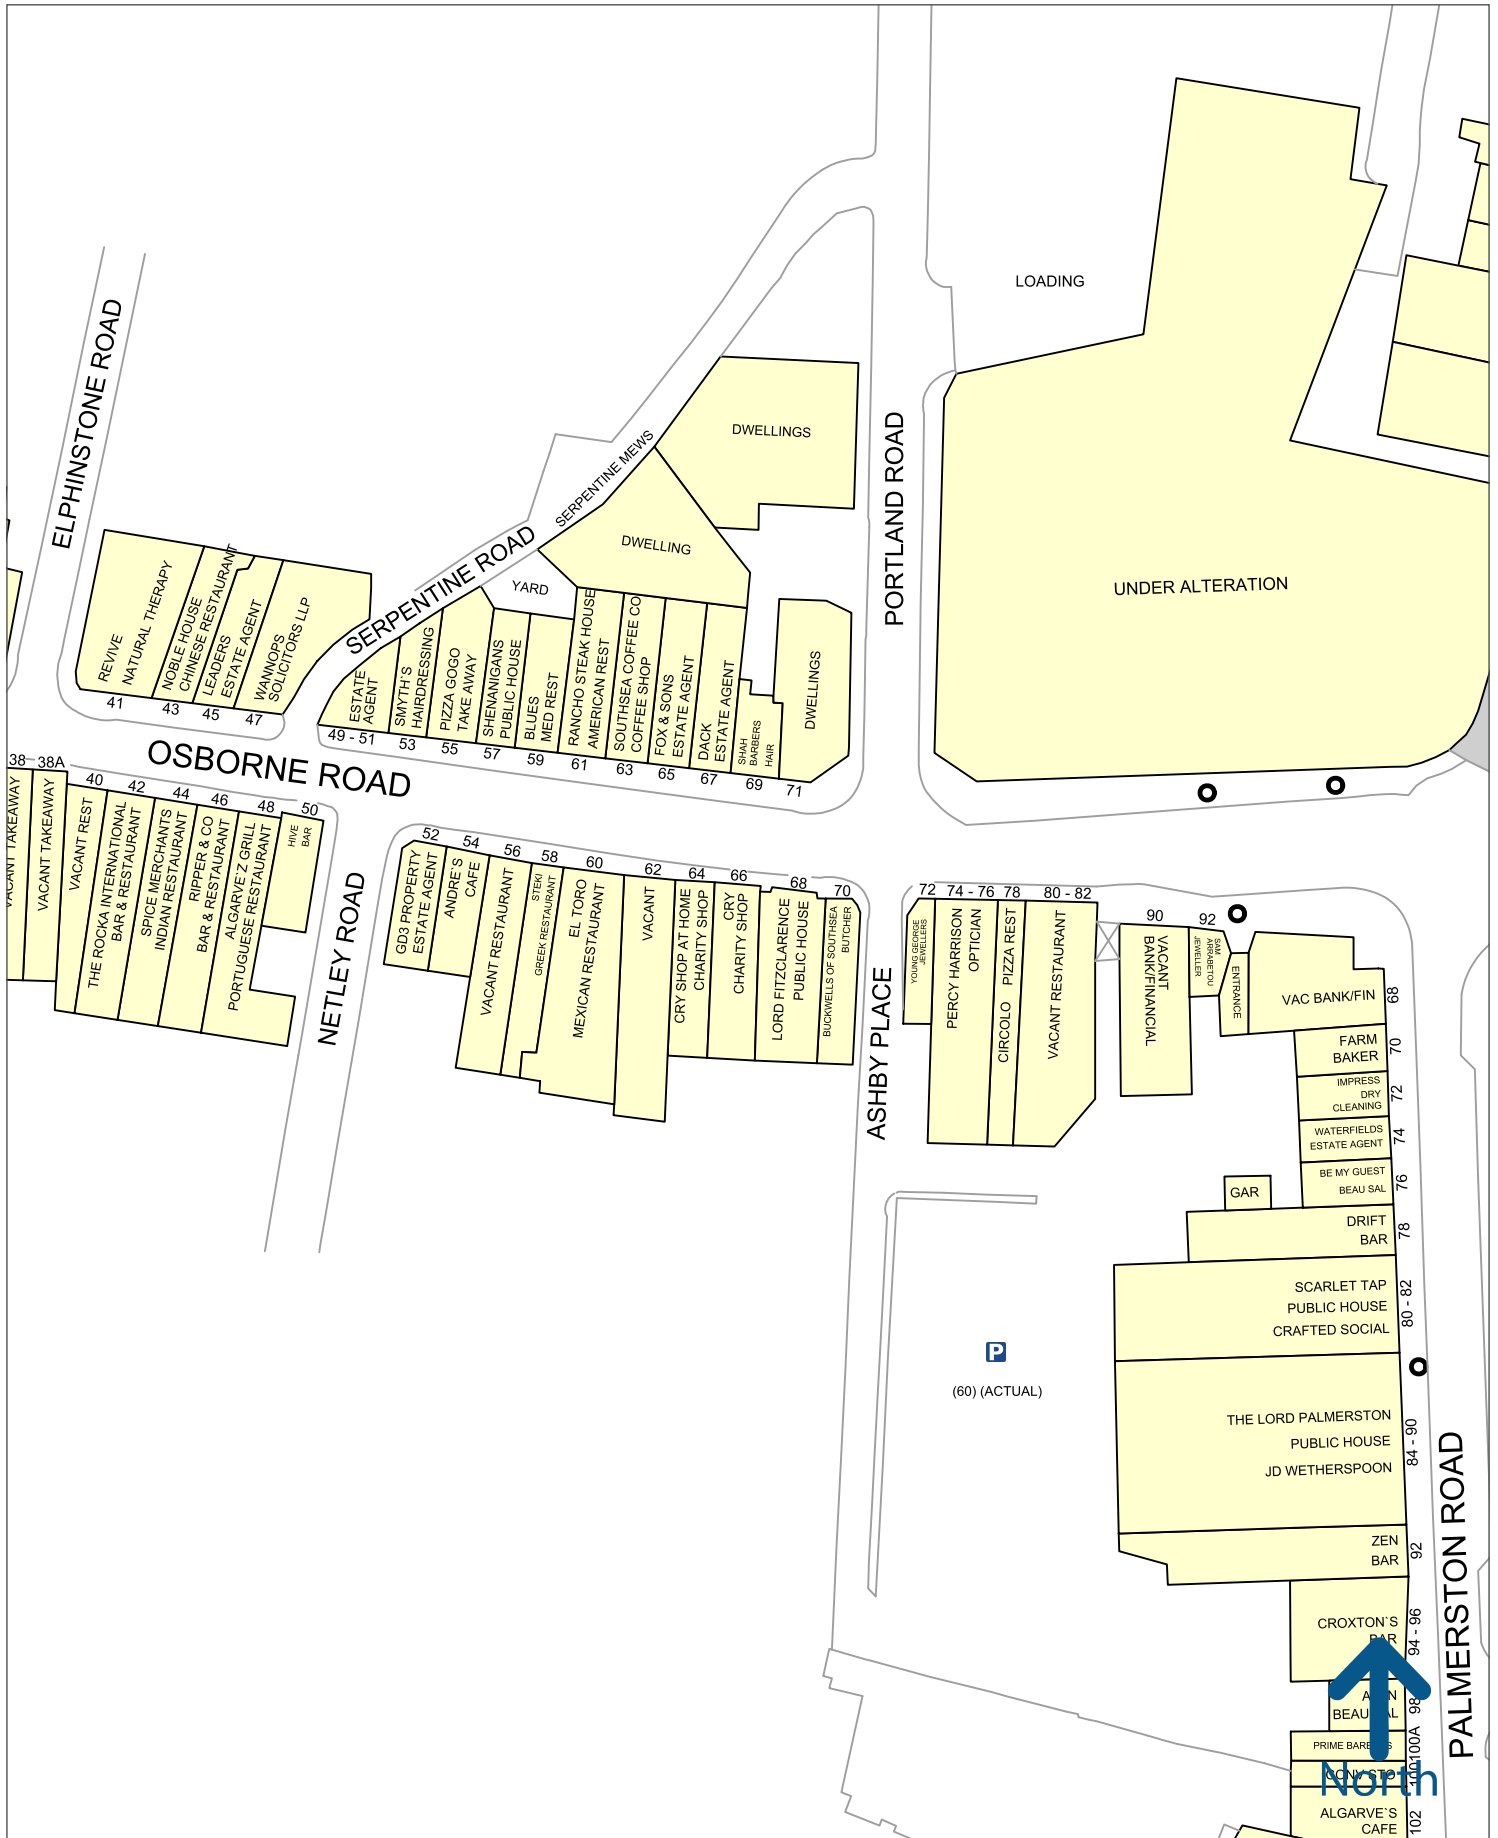 LOADING
ELPHINSTONE ROAD
PORTLAND ROAD
SERPENTINE MEWS
SERPENTINE ROAD
DWELLINGS
DWELLING
YARD
UNDER ALTERATION
REVIVE
NATURAL THERAPY
NOBLE HOUSE
CHINESE RESTAURANT
LEADERS
ESTATE AGENT
WANNOPS
SOLICITORS LLP
41
43
45
47
ESTATE
AGENT
SMYTH`S
HAIRDRESSING
PIZZA GOGO
TAKE AWAY
SHENANIGANS
PUBLIC HOUSE
BLUES
MED REST
RANCHO STEAK HOUSE
AMERICAN REST
SOUTHSEA COFFEE CO
COFFEE SHOP
FOX & SONS
ESTATE AGENT
DACK
ESTATE AGENT
SHAH
BARBERS
HAIR
DWELLINGS
49 - 51
53
55
57
59
61
63
65
67
69
71
OSBORNE ROAD
38
38A
40
42
44
46
48
50
VACANT TAKEAWAY
VACANT TAKEAWAY
VACANT REST
THE ROCKA INTERNATIONAL
BAR & RESTAURANT
SPICE MERCHANTS
INDIAN RESTAURANT
RIPPER & CO
BAR & RESTAURANT
ALGARVE`Z GRILL
PORTUGUESE RESTAURANT
HIVE
BAR
NETLEY ROAD
52
54
56
58
60
62
64
66
68
70
GD3 PROPERTY
ESTATE AGENT
ANDRE`S
CAFE
VACANT RESTAURANT
STEKI
GREEK RESTAURANT
EL TORO
MEXICAN RESTAURANT
VACANT
CRY SHOP AT HOME
CHARITY SHOP
CRY
CHARITY SHOP
LORD FITZCLARENCE
PUBLIC HOUSE
BUCKWELLS OF SOUTHSEA
BUTCHER
ASHBY PLACE
72
74 - 76
78
80 - 82
90
92
YOUNG GEORGE
JEWELLERS
PERCY HARRISON
OPTICIAN
CIRCOLO PIZZA REST
VACANT RESTAURANT
VACANT
BANK/FINANCIAL
SAM
ARRABETOU
JEWELLER
ENTRANCE
VAC BANK/FIN
68
FARM
BAKER
70
IMPRESS
DRY
CLEANING
72
WATERFIELDS
ESTATE AGENT
74
BE MY GUEST
BEAU SAL
76
GAR
DRIFT
BAR
78
SCARLET TAP
PUBLIC HOUSE
CRAFTED SOCIAL
80 - 82
P
(60) (ACTUAL)
THE LORD PALMERSTON
PUBLIC HOUSE
JD WETHERSPOON
84 - 90
ZEN
BAR
92
CROXTON`S
BAR
94 - 96
BEAU SAL
98
PRIME BARBERS
100A
CONV STO
100
ALGARVE`S
CAFE
102
PALMERSTON ROAD
North